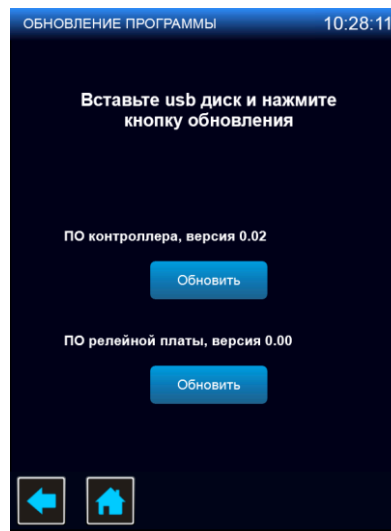 ОБНОВЛЕНИЕ ПРОГРАММЫ 10:28:11
Вставьте usb диск и нажмите
кнопку обновления
ПО контроллера, версия 0.02
Обновить
ПО релейной платы, версия 0.00
Обновить